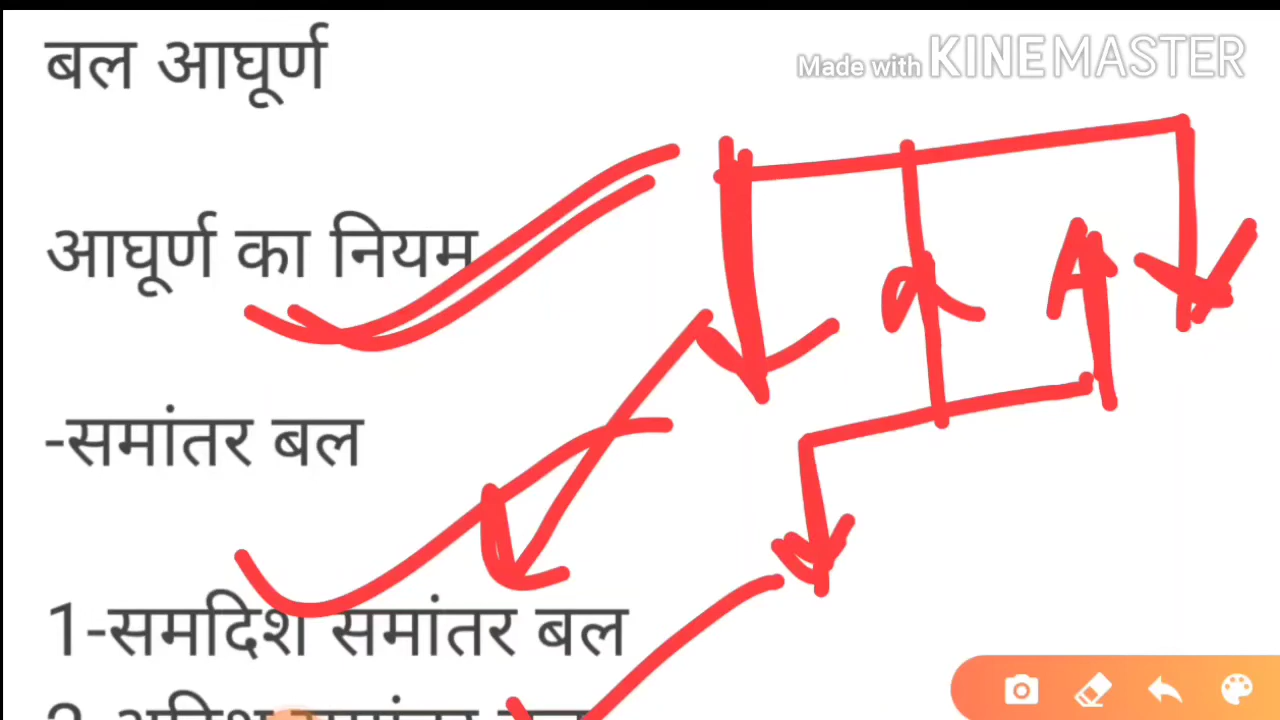 बल आघूर्ण
Made with KINEMASTER
आघूर्ण का नियम
-समांतर बल
1-समदिश समांतर बल